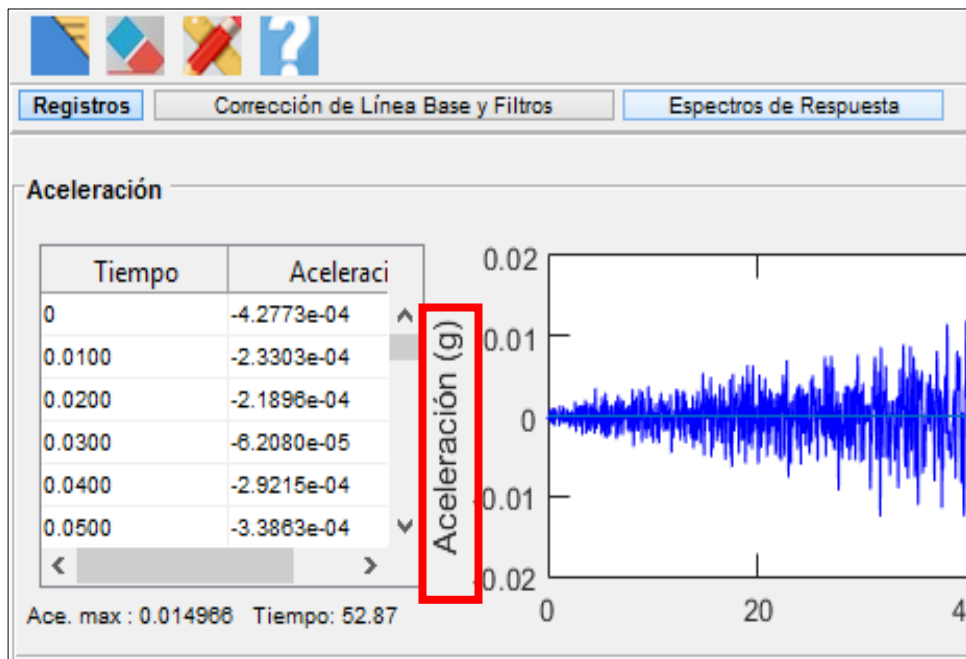 Registros Corrección de Línea Base y Filtros Espectros de Respuesta
Aceleración
Tiempo Aceleraci
0 -4.2773e-04
0.0100 -2.3303e-04
0.0200 -2.1896e-04
0.0300 -6.2080e-05
0.0400 -2.9215e-04
0.0500 -3.3863e-04
Ace. max : 0.014966 Tiempo: 52.87
Aceleración (g)
0.02
0.01
0
0.01
0.02
0 20 4